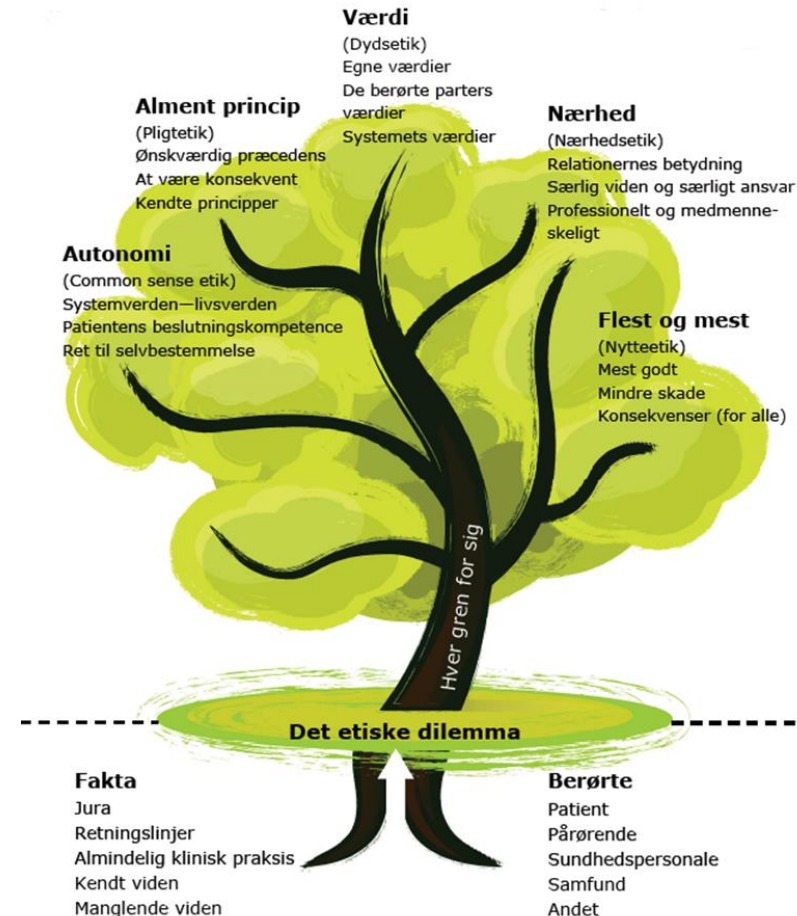 Værdi
(Dydsetik)
Egne værdier
De berørte parters
værdier
Systemets værdier
Alment princip
(Pligtetik)
Ønskværdig præcedens
At være konsekvent
Kendte principper
Nærhed
(Nærhedsetik)
Relationernes betydning
Særlig viden og særligt ansvar
Professionelt og medmenne-
skeligt
Autonomi
(Common sense etik)
Systemverden—livsverden
Patientens beslutningskompetence
Ret til selvbestemmelse
Flest og mest
(Nytteetik)
Mest godt
Mindre skade
Konsekvenser (for alle)
Hver gren for sig
Det etiske dilemma
Fakta
Jura
Retningslinjer
Almindelig klinisk praksis
Kendt viden
Manglende viden
Berørte
Patient
Pårørende
Sundhedspersonale
Samfund
Andet